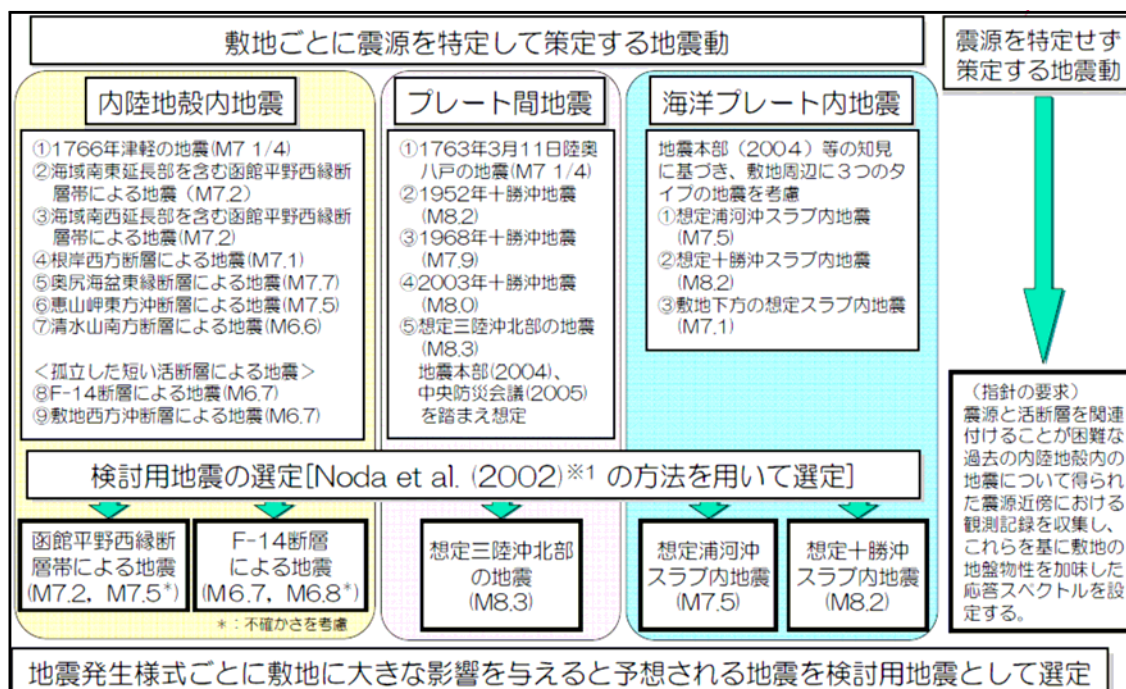 敷地ごとに震源を特定して策定する地震動
震源を特定せず
策定する地震動
内陸地殻内地震
①1766年津軽の地震(M7 1/4)
②海域南東延長部を含む函館平野西縁断
層帯による地震（M7.2)
③海域南西延長部を含む函館平野西縁断
層帯による地震(M7.2)
④根岸西方断層による地震(M7.1)
⑤奥尻海盆東縁断層による地震(M7.7)
⑥恵山岬東方沖断層による地震(M7.5)
⑦清水山南方断層による地震(M6.6)
＜孤立した短い活断層による地震＞
⑧F-14断層による地震(M6.7)
⑨敷地西方沖断層による地震(M6.7)
プレート間地震
①1763年3月11日陸奥
八戸の地震(M7 1/4)
②1952年十勝沖地震
(M8.2)
③1968年十勝沖地震
(M7.9)
④2003年十勝沖地震
(M8.0)
⑤想定三陸沖北部の地震
(M8.3)
地震本部(2004)、
中央防災会議(2005)
を踏まえ想定
海洋プレート内地震
地震本部（2004）等の知見
に基づき、敷地周辺に３つのタ
イプの地震を考慮
①想定浦河沖スラブ内地震
(M7.5)
②想定十勝沖スラブ内地震
(M8.2)
③敷地下方の想定スラブ内地震
(M7.1)
検討用地震の選定[Noda et al. (2002)※1 の方法を用いて選定]
函館平野西縁断
層帯による地震
(M7.2, M7.5*)
F-14断層
による地震
(M6.7, M6.8*)
*：不確かさを考慮
想定三陸沖北部
の地震
(M8.3)
想定浦河沖
スラブ内地震
(M7.5)
想定十勝沖
スラブ内地震
(M8.2)
（指針の要求）
震源と活断層を関連
付けることが困難な
過去の内陸地殻内の
地震について得られ
た震源近傍における
観測記録を収集し、
これらを基に敷地の
地盤物性を加味した
応答スペクトルを設
定する。
地震発生様式ごとに敷地に大きな影響を与えると予想される地震を検討用地震として選定